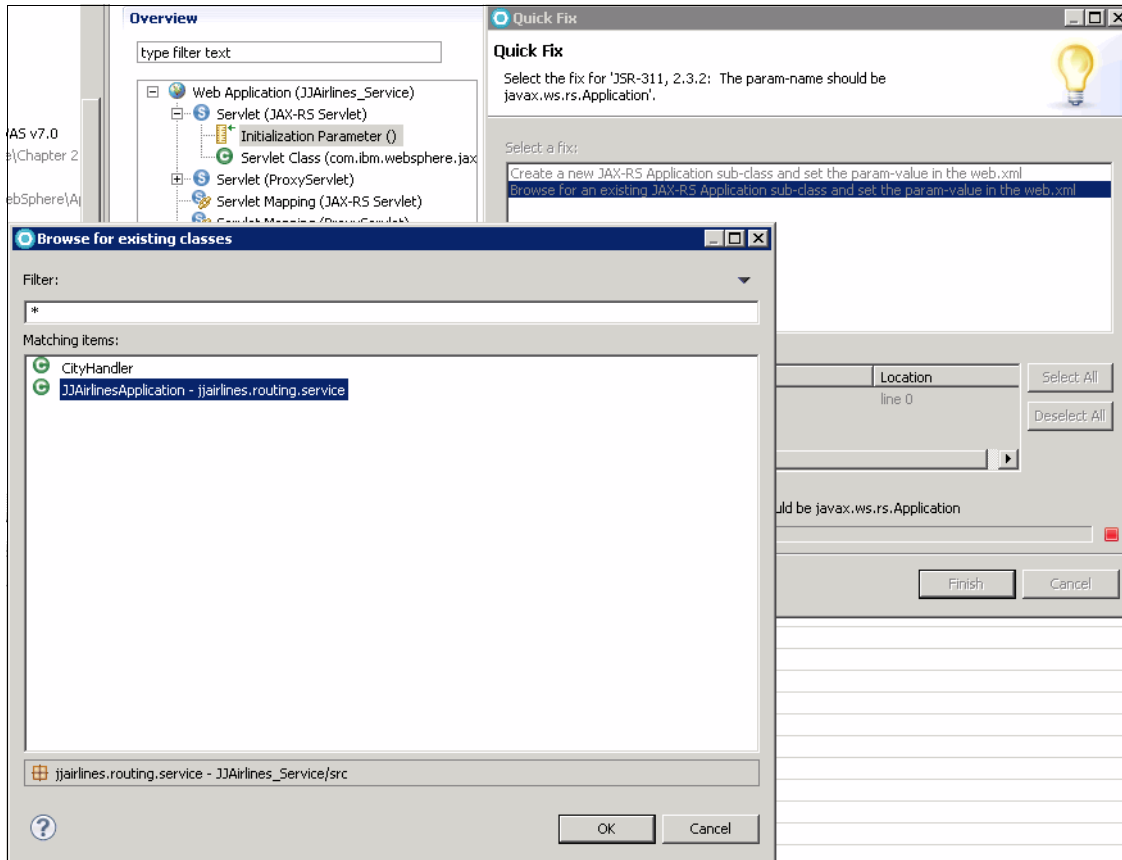 Overview
type filter text
Web Application (JJAirlines_Service)
Servlet (JAX-RS Servlet)
Initialization Parameter ()
Servlet Class (com.ibm.websphere.jax
Servlet (ProxyServlet)
Servlet Mapping (JAX-RS Servlet)
Servlet Mapping (ProxyServlet)
AS v7.0
e\Chapter 2
ebSphere\A
Quick Fix
Quick Fix
Select the fix for 'JSR-311, 2.3.2: The param-name should be
javax.ws.rs.Application'.
Select a fix:
Create a new JAX-RS Application sub-class and set the param-value in the web.xml
Browse for an existing JAX-RS Application sub-class and set the param-value in the web.xml
Location
line 0
Select All
Deselect All
uld be javax.ws.rs.Application
Finish
Cancel
Browse for existing classes
Filter:
*
Matching items:
CityHandler
JJAirlinesApplication - jjairlines.routing.service
jjairlines.routing.service - JJAirlines_Service/src
?
OK
Cancel